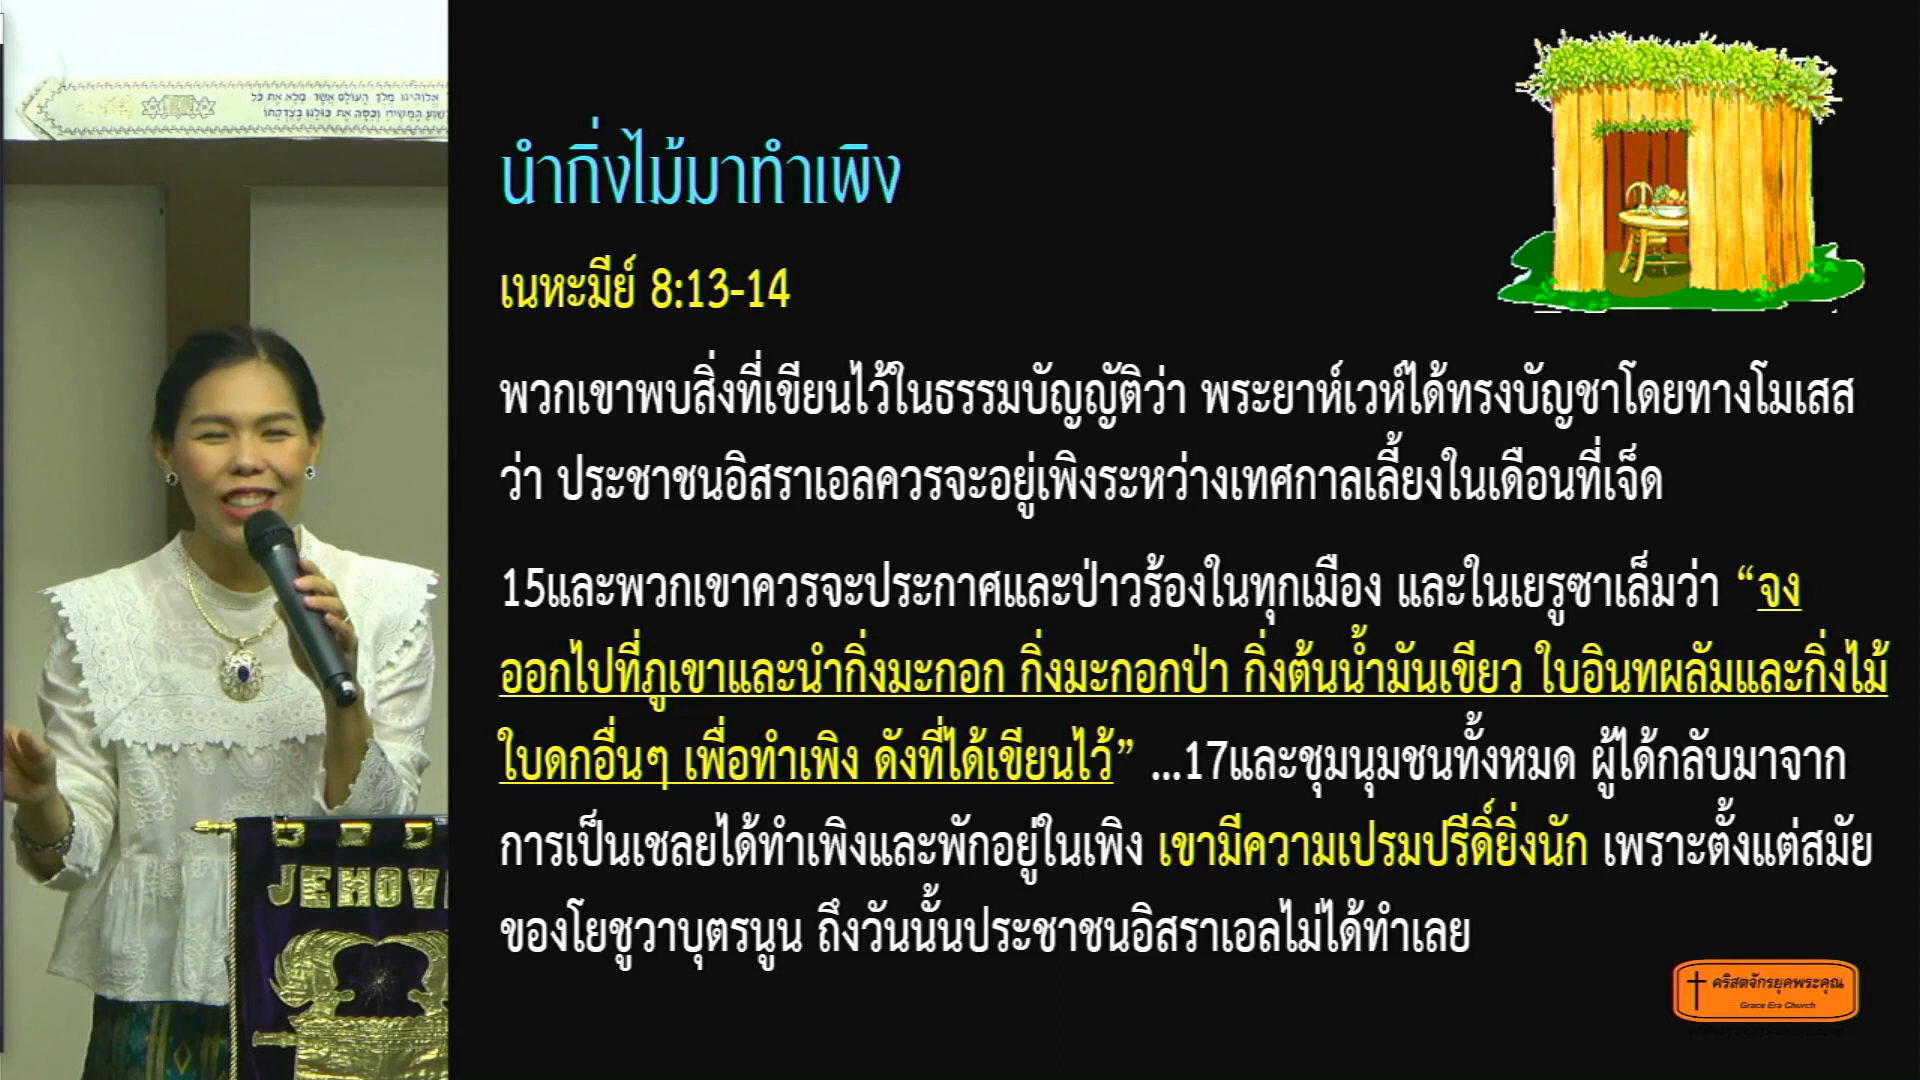 אֱלוֹהֵינוּ מֶלֶךְ הָעוֹלָם אֲשֶׁר מְלֹא אֶת כֹּל
นำกิ่งไม้มาทำเพิง
เนหะมีย์ 8:13-14
พวกเขาพบสิ่งที่เขียนไว้ในธรรมบัญญัติว่า พระยาห์เวห์ได้ทรงบัญชาโดยทางโมเสส
ว่า ประชาชนอิสราเอลควรจะอยู่เพิงระหว่างเทศกาลเลี้ยงในเดือนที่เจ็ด
15และพวกเขาควรจะประกาศและป่าวร้องในทุกเมือง และในเยรูซาเล็มว่า “จง
ออกไปที่ภูเขาและนำกิ่งมะกอก กิ่งมะกอกป่า กิ่งต้นน้ำมันเขียว ใบอินทผลัมและกิ่งไม้
ใบดกอื่นๆ เพื่อทำเพิง ดังที่ได้เขียนไว้” ...17และชุมนุมชนทั้งหมด ผู้ได้กลับมาจาก
การเป็นเชลยได้ทำเพิงและพักอยู่ในเพิง เขามีความเปรมปรีดิ์ยิ่งนัก เพราะตั้งแต่สมัย
ของโยชูวาบุตรนูน ถึงวันนั้นประชาชนอิสราเอลไม่ได้ทำเลย
JEHOV
คริสตจักรยุคพระคุณ
Grace Era Church